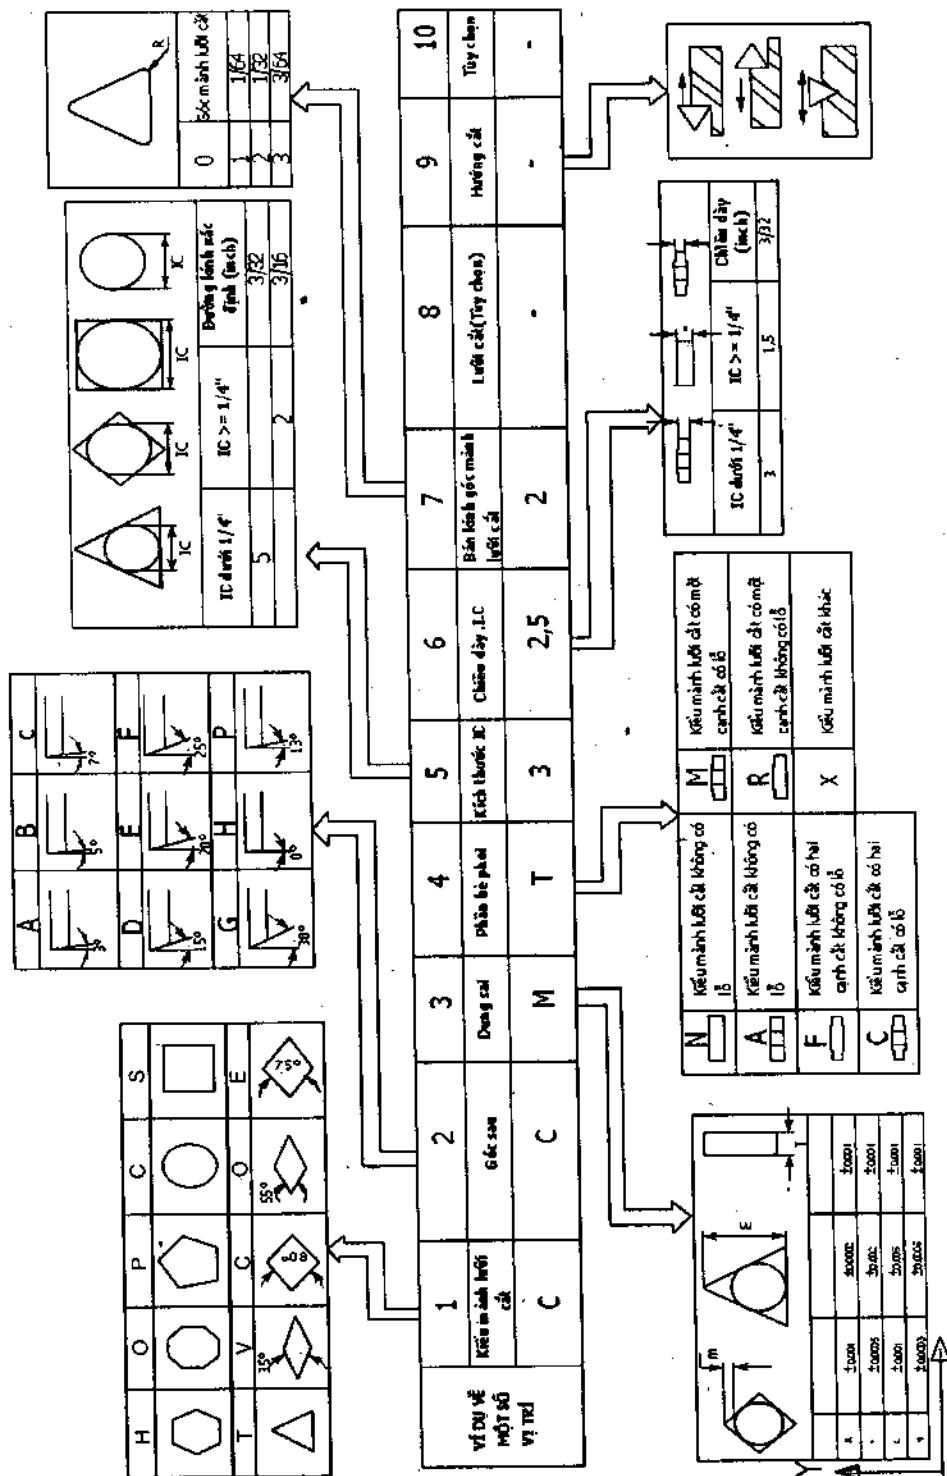 H
O
P
C
S
T
V
C
O
E
35°
80°
55°
75°
A
B
C
3°
5°
7°
D
E
F
15°
20°
25°
G
H
P
30°
0°
13°
IC
IC
IC
IC
IC dưới 1/4"
IC >= 1/4"
Đường kính xác
định (inch)
5
3/32
2
3/16
R
0
Góc mảnh lưỡi cắt
1
1/64
2
1/32
3
3/64
VÍ DỤ VỀ
MỘT SỐ
VỊ TRÍ
1
2
3
4
5
6
7
8
9
10
Kiểu mảnh lưỡi
cắt
Góc sau
Dung sai
Phần bẻ phoi
Kích thước IC
Chiều dày .I.C
Bán kính góc mảnh
lưỡi cắt
Lưỡi cắt(Tùy chọn)
Hướng cắt
Tùy chọn
C
C
M
T
3
2,5
2
-
-
-
m
E
T
±0.001
±0.001
±0.001
±0.001
±0.001
N
Kiểu mảnh lưỡi cắt không có
lỗ
M
Kiểu mảnh lưỡi cắt có một
cạnh cắt có lỗ
A
Kiểu mảnh lưỡi cắt không có
lỗ
R
Kiểu mảnh lưỡi cắt có một
cạnh cắt không có lỗ
F
Kiểu mảnh lưỡi cắt có hai
cạnh cắt không có lỗ
X
Kiểu mảnh lưỡi cắt khác
C
Kiểu mảnh lưỡi cắt có hai
cạnh cắt có lỗ
IC dưới 1/4"
IC >= 1/4"
Chiều dày
(inch)
3
1,5
3/32
Y